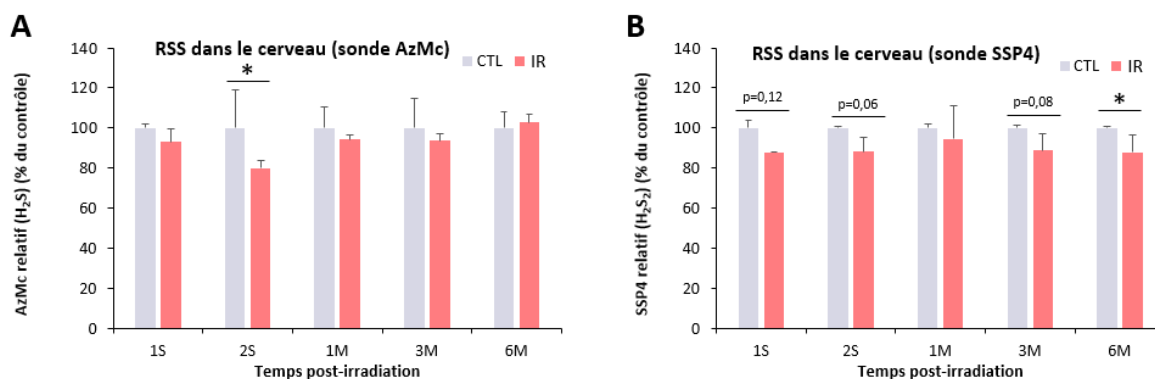 A
RSS dans le cerveau (sonde AzMc)
CTL IR
*
AzMc relatif (H₂S) (% du contrôle)
140
120
100
80
60
40
20
0
1S 2S 1M 3M 6M
Temps post-irradiation
B
RSS dans le cerveau (sonde SSP4)
CTL IR
p=0,12
p=0,06
p=0,08
*
SSP4 relatif (H₂S₂) (% du contrôle)
140
120
100
80
60
40
20
0
1S 2S 1M 3M 6M
Temps post-irradiation